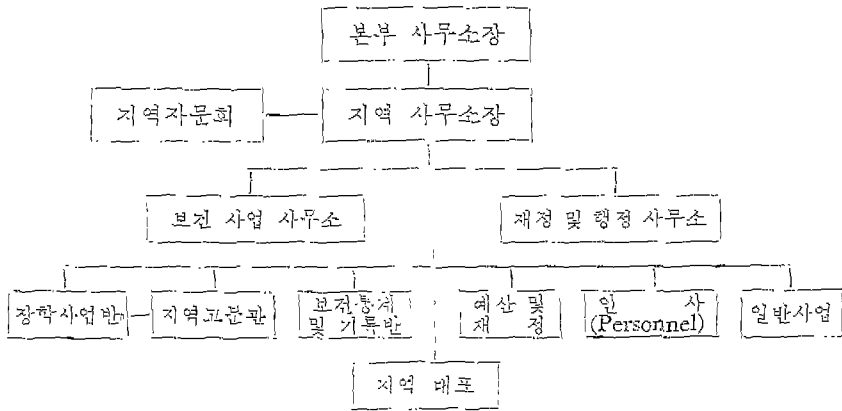 본부 사무소장
지역자문회
지역 사무소장
보건 사업 사무소
재정 및 행정 사무소
장학사업반
지역고문관
보건통계
및 기록반
예산 및
재 정
인 사
(Personnel)
일반사업
지역 대표